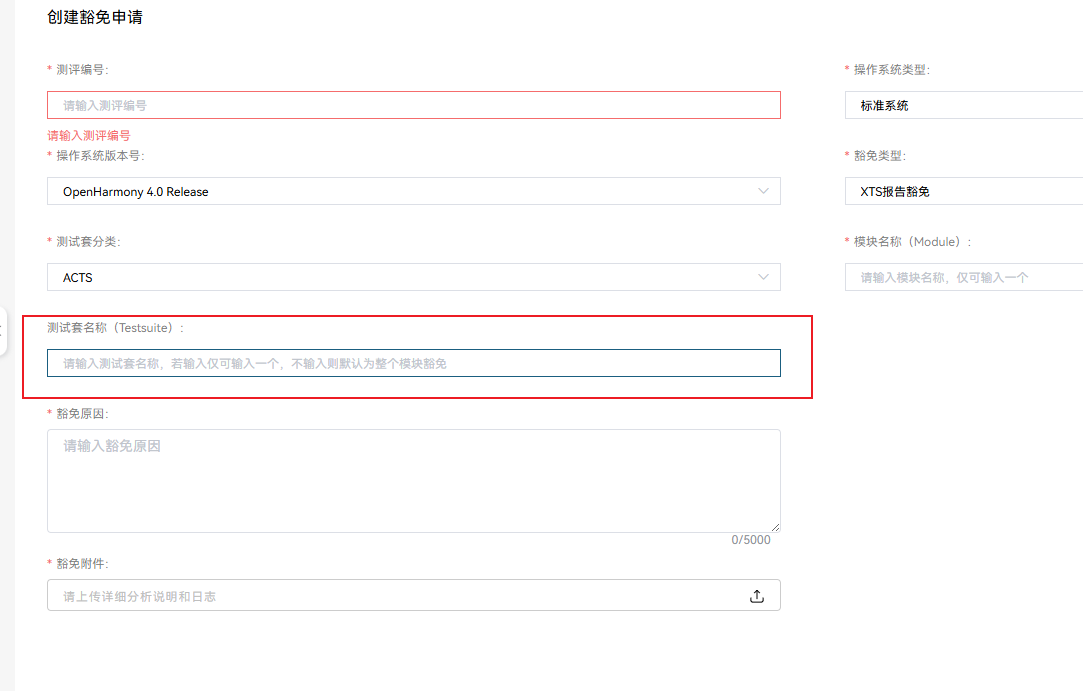 创建豁免申请
* 测评编号:
* 操作系统类型:
请输入测评编号
标准系统
请输入测评编号
* 操作系统版本号:
* 豁免类型:
OpenHarmony 4.0 Release
XTS报告豁免
* 测试套分类:
* 模块名称（Module）:
ACTS
请输入模块名称，仅可输入一个
测试套名称（Testsuite）:
请输入测试套名称，若输入仅可输入一个，不输入则默认为整个模块豁免
* 豁免原因:
请输入豁免原因
0/5000
* 豁免附件:
请上传详细分析说明和日志